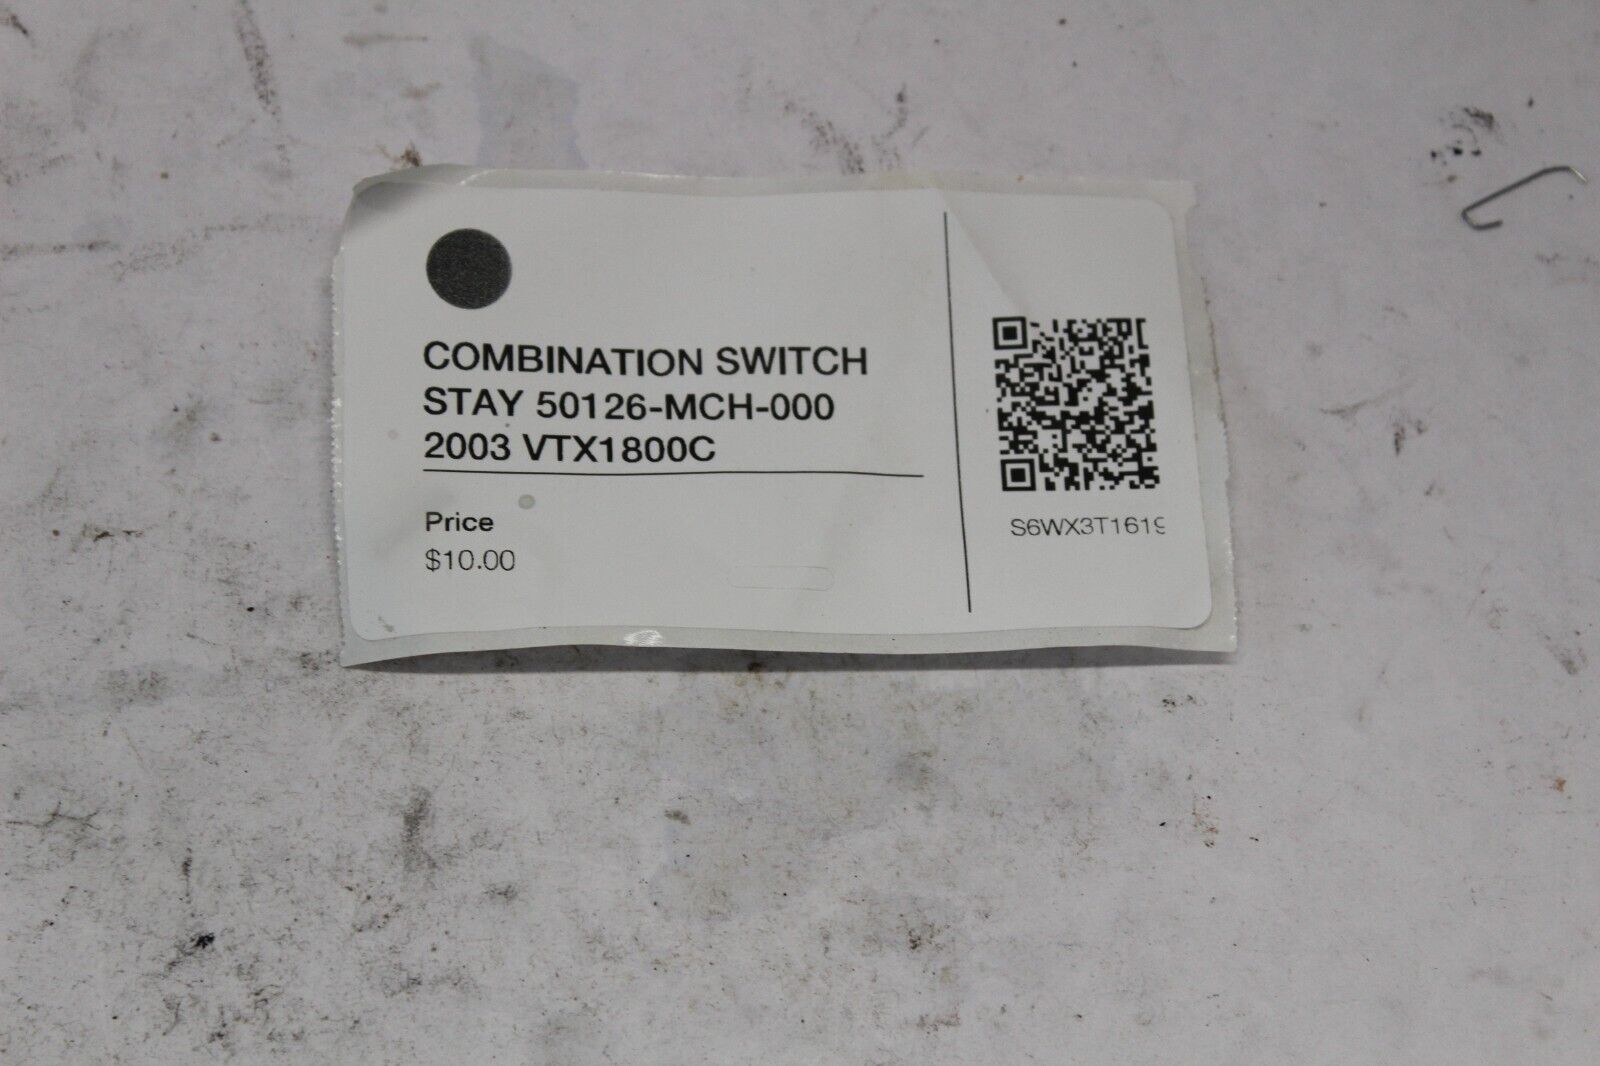 COMBINATION SWITCH
STAY 50126-MCH-000
2003 VTX1800C
Price
$10.00
S6WX3T1619